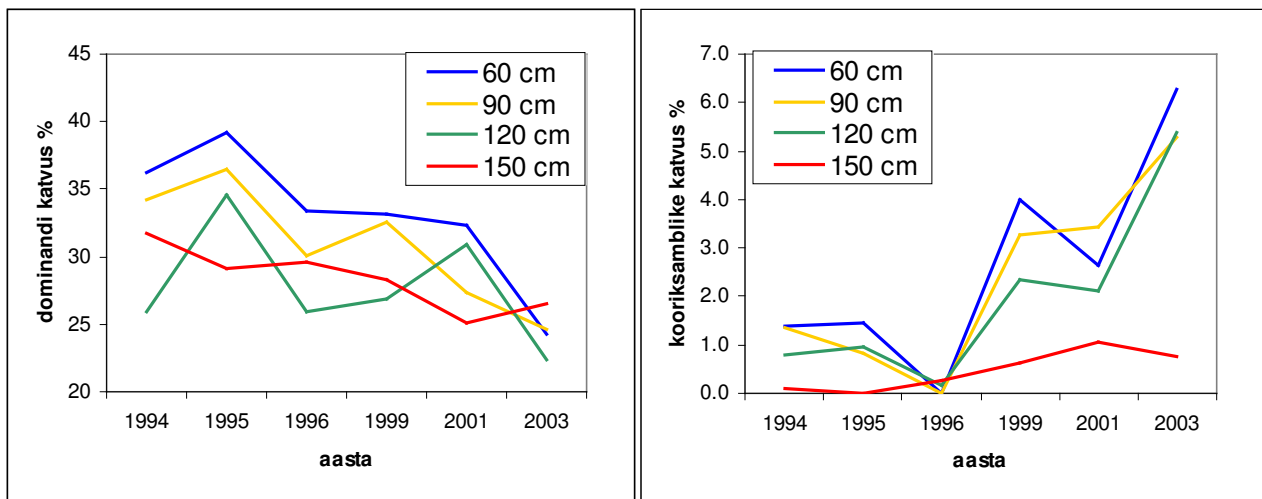 dominandi katvus %
45
40
35
30
25
20
60 cm
90 cm
120 cm
150 cm
1994 1995 1996 1999 2001 2003
aasta
kooriksamblike katvus %
7.0
6.0
5.0
4.0
3.0
2.0
1.0
0.0
60 cm
90 cm
120 cm
150 cm
1994 1995 1996 1999 2001 2003
aasta